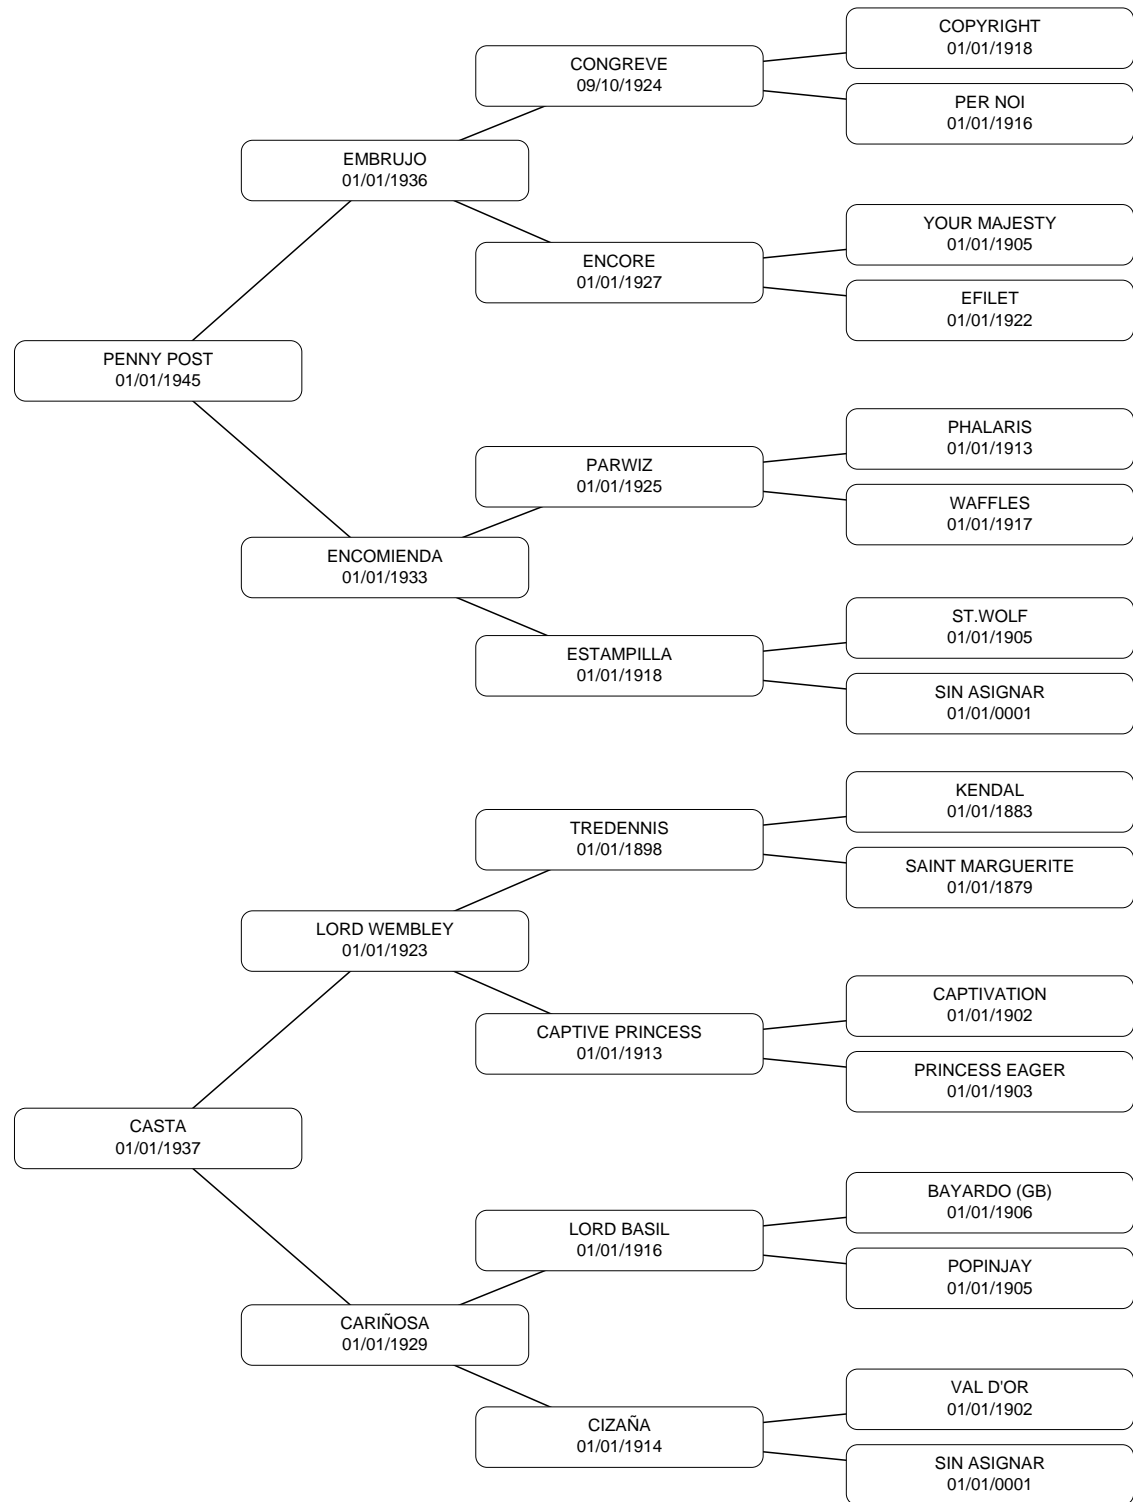 COPYRIGHT
01/01/1918
CONGREVE
09/10/1924
PER NOI
01/01/1916
EMBRUJO
01/01/1936
YOUR MAJESTY
01/01/1905
ENCORE
01/01/1927
EFILET
01/01/1922
PENNY POST
01/01/1945
PHALARIS
01/01/1913
PARWIZ
01/01/1925
WAFFLES
01/01/1917
ENCOMIENDA
01/01/1933
ST.WOLF
01/01/1905
ESTAMPILLA
01/01/1918
SIN ASIGNAR
01/01/0001
KENDAL
01/01/1883
TREDENNIS
01/01/1898
SAINT MARGUERITE
01/01/1879
LORD WEMBLEY
01/01/1923
CAPTIVATION
01/01/1902
CAPTIVE PRINCESS
01/01/1913
PRINCESS EAGER
01/01/1903
CASTA
01/01/1937
BAYARDO (GB)
01/01/1906
LORD BASIL
01/01/1916
POPINJAY
01/01/1905
CARIÑOSA
01/01/1929
VAL D'OR
01/01/1902
CIZAÑA
01/01/1914
SIN ASIGNAR
01/01/0001